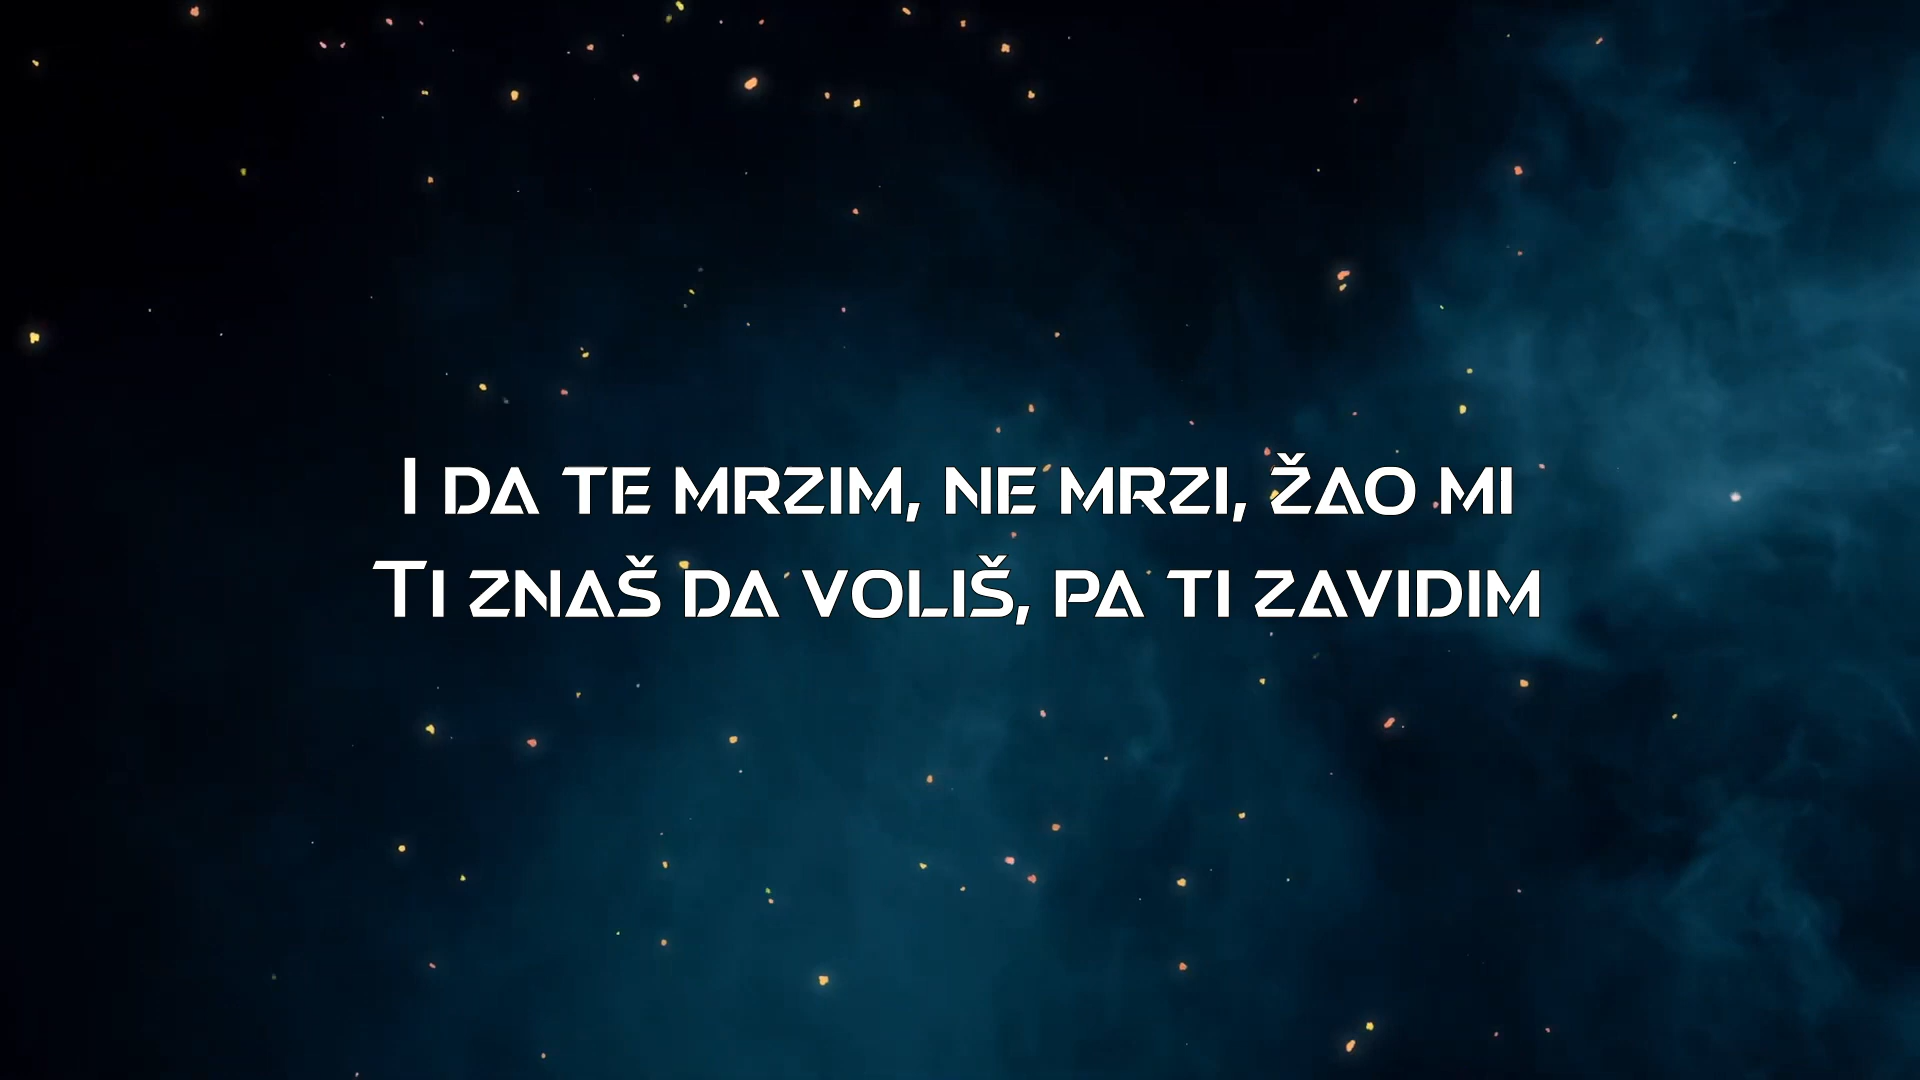 I da te mrzim, ne mrzi, žao mi
Ti znaš da voliš, pa ti zavidim